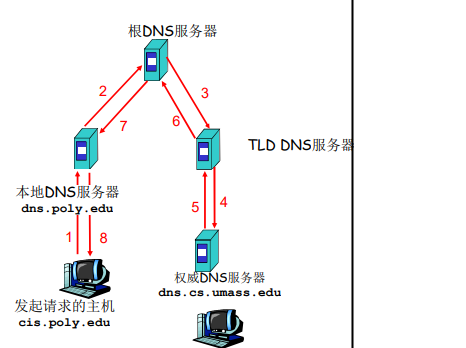 根DNS服务器
2
3
7
6
TLD DNS服务器
本地DNS服务器
dns.poly.edu
5
4
1
8
权威DNS服务器
dns.cs.umass.edu
发起请求的主机
cis.poly.edu